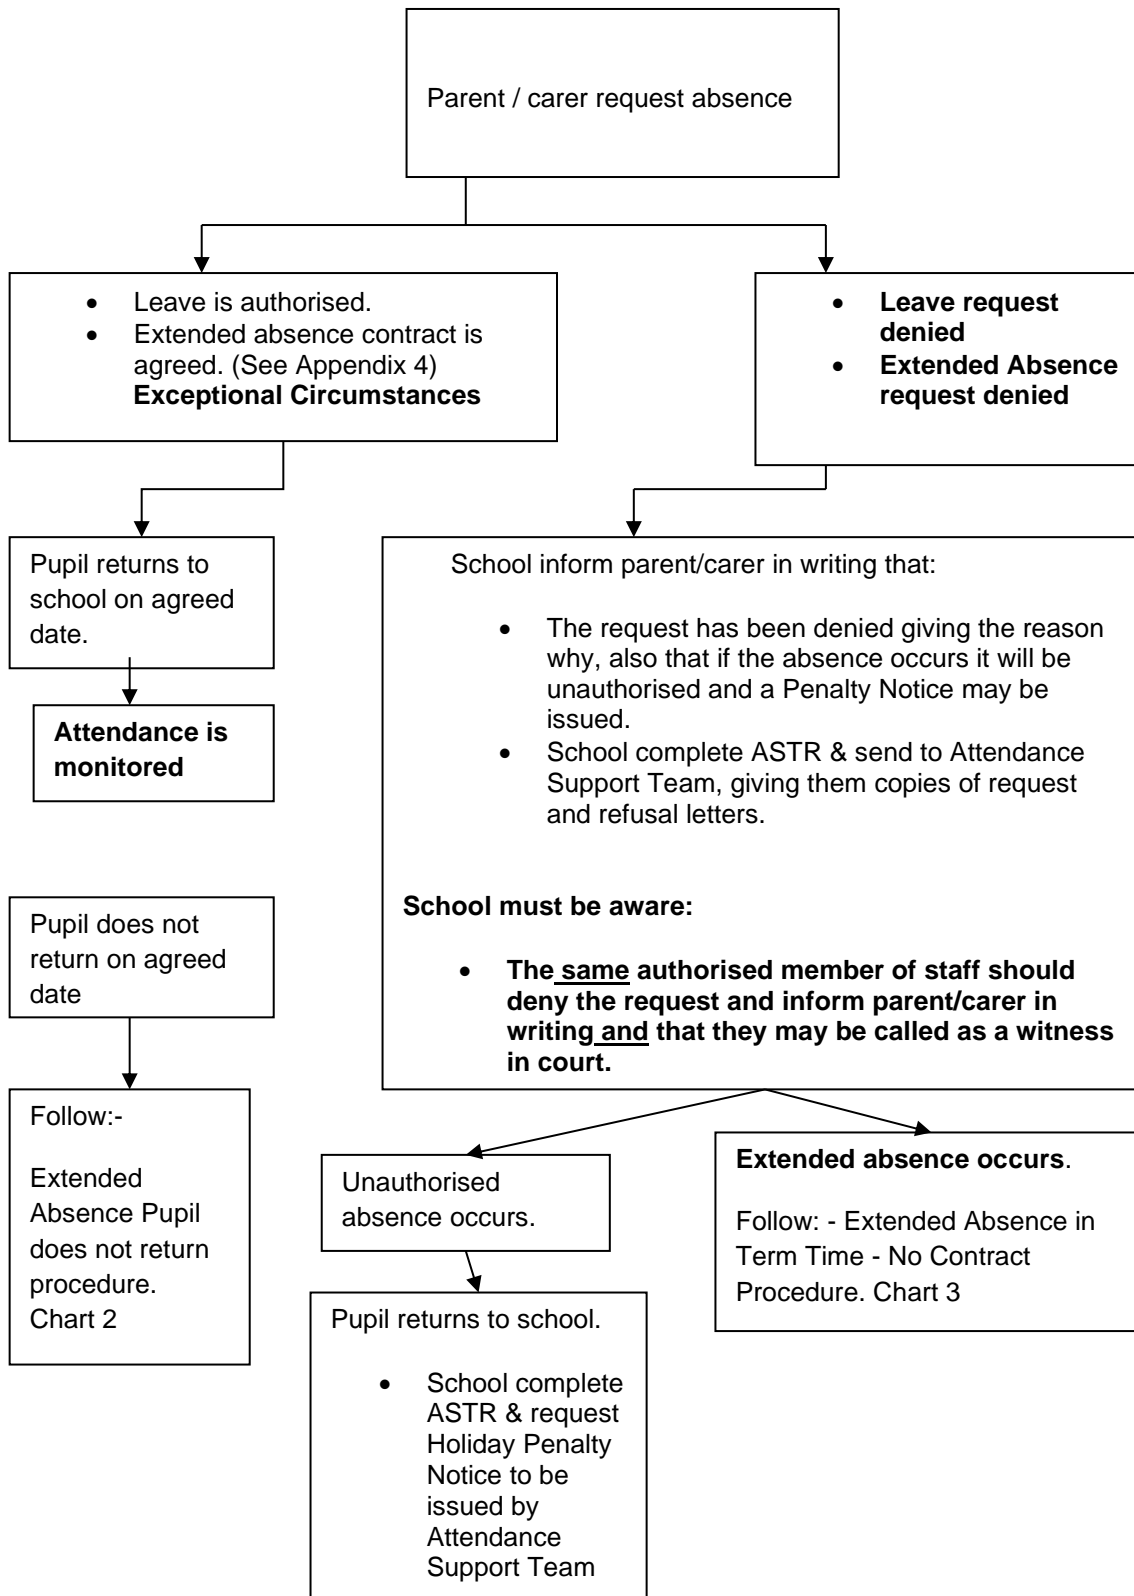 Parent / carer request absence
• Leave is authorised.
• Extended absence contract is
agreed. (See Appendix 4)
Exceptional Circumstances
• Leave request
denied
• Extended Absence
request denied
Pupil returns to
school on agreed
date.
Attendance is
monitored
Pupil does not
return on agreed
date
Follow:-
Extended
Absence Pupil
does not return
procedure.
Chart 2
School inform parent/carer in writing that:
• The request has been denied giving the reason
why, also that if the absence occurs it will be
unauthorised and a Penalty Notice may be
issued.
• School complete ASTR & send to Attendance
Support Team, giving them copies of request
and refusal letters.
School must be aware:
• The same authorised member of staff should
deny the request and inform parent/carer in
writing and that they may be called as a witness
in court.
Unauthorised
absence occurs.
Pupil returns to school.
• School complete
ASTR & request
Holiday Penalty
Notice to be
issued by
Attendance
Support Team
Extended absence occurs.
Follow: - Extended Absence in
Term Time - No Contract
Procedure. Chart 3